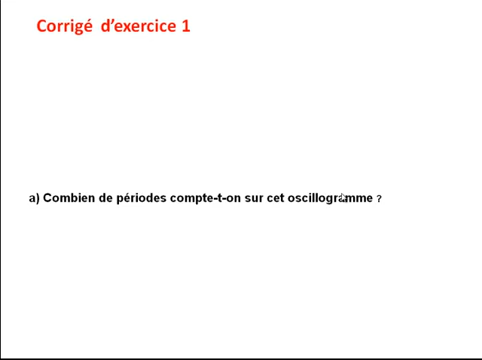 Corrigé d'exercice 1
a) Combien de périodes compte-t-on sur cet oscillogramme ?